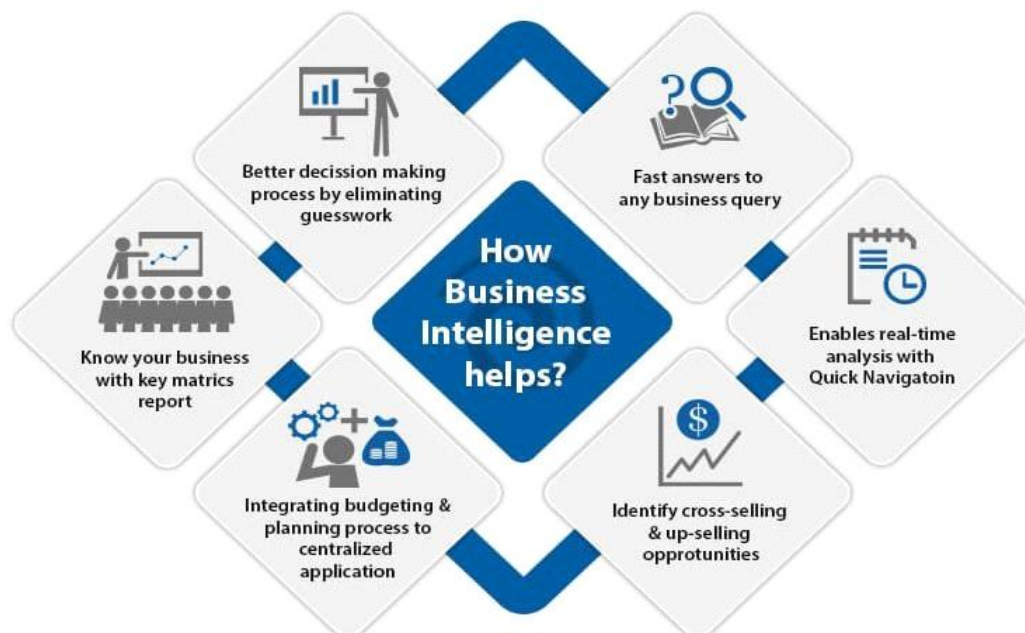 Better decission making
process by eliminating
guesswork
Fast answers to
any business query
Know your business
with key matrics
report
How
Business
Intelligence
helps?
Enables real-time
analysis with
Quick Navigatoin
Integrating budgeting &
planning process to
centralized
application
Identify cross-selling
& up-selling
opprotunities